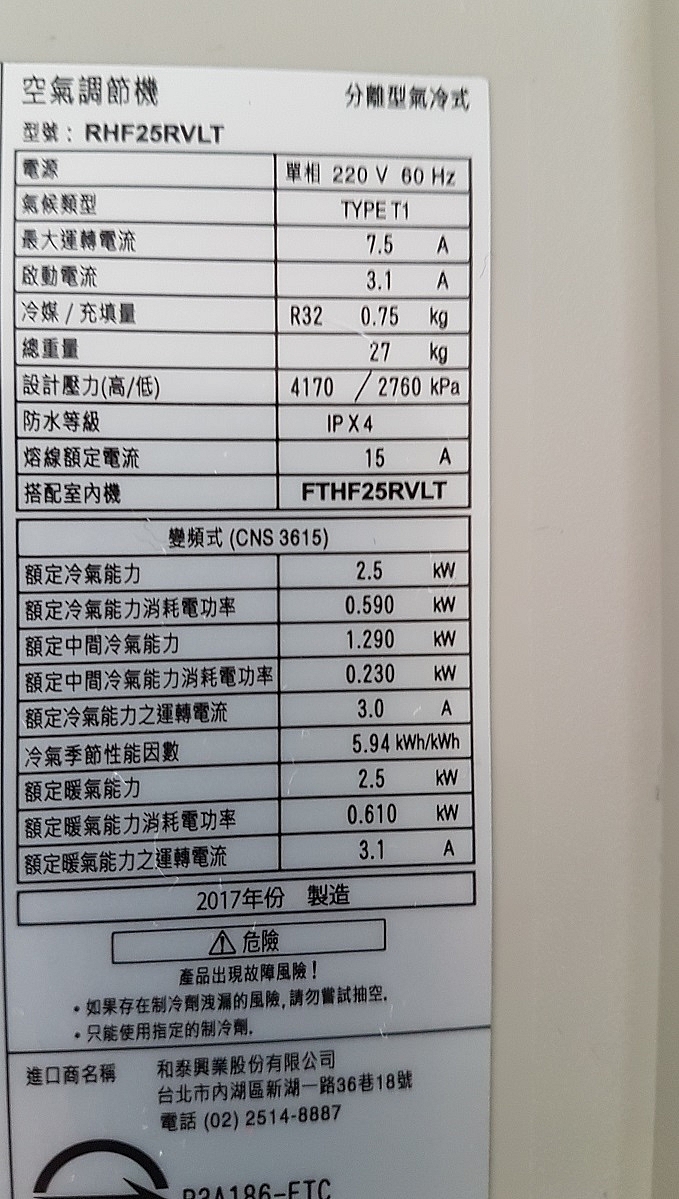 空氣調節機 分離型氣冷式
型號：RHF25RVLT
電源 單相 220 V 60 Hz
氣候類型 TYPE T1
最大運轉電流 7.5 A
啟動電流 3.1 A
冷媒 / 充填量 R32 0.75 kg
總重量 27 kg
設計壓力(高/低) 4170 / 2760 kPa
防水等級 IP X 4
熔線額定電流 15 A
搭配室內機 FTHF25RVLT
變頻式 (CNS 3615)
額定冷氣能力 2.5 kW
額定冷氣能力消耗電功率 0.590 kW
額定中間冷氣能力 1.290 kW
額定中間冷氣能力消耗電功率 0.230 kW
額定冷氣能力之運轉電流 3.0 A
冷氣季節性能因數 5.94 kWh/kWh
額定暖氣能力 2.5 kW
額定暖氣能力消耗電功率 0.610 kW
額定暖氣能力之運轉電流 3.1 A
2017年份 製造
⚠ 危險
產品出現故障風險！
・如果存在制冷劑洩漏的風險,請勿嘗試抽空.
・只能使用指定的制冷劑.
進口商名稱 和泰興業股份有限公司
台北市內湖區新湖一路36巷18號
電話 (02) 2514-8887
R3A186-ETC